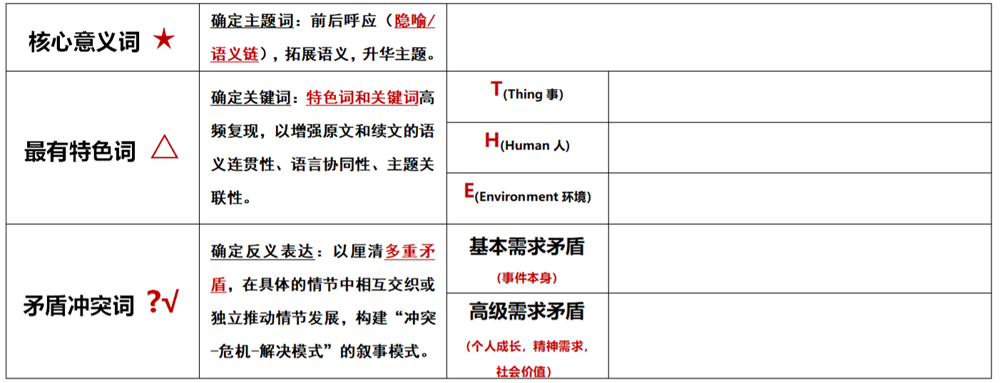 核心意义词 ★
确定主题词：前后呼应（隐喻/
语义链），拓展语义，升华主题。
最有特色词 △
确定关键词：特色词和关键词高
频复现，以增强原文和续文的语
义连贯性、语言协同性、主题关
联性。
T(Thing 事)
H(Human 人)
E(Environment 环境)
矛盾冲突词 ?√
确定反义表达：以厘清多重矛
盾，在具体的情节中相互交织或
独立推动情节发展，构建“冲突
-危机-解决模式”的叙事模式。
基本需求矛盾
（事件本身）
高级需求矛盾
（个人成长，精神需求，
社会价值）